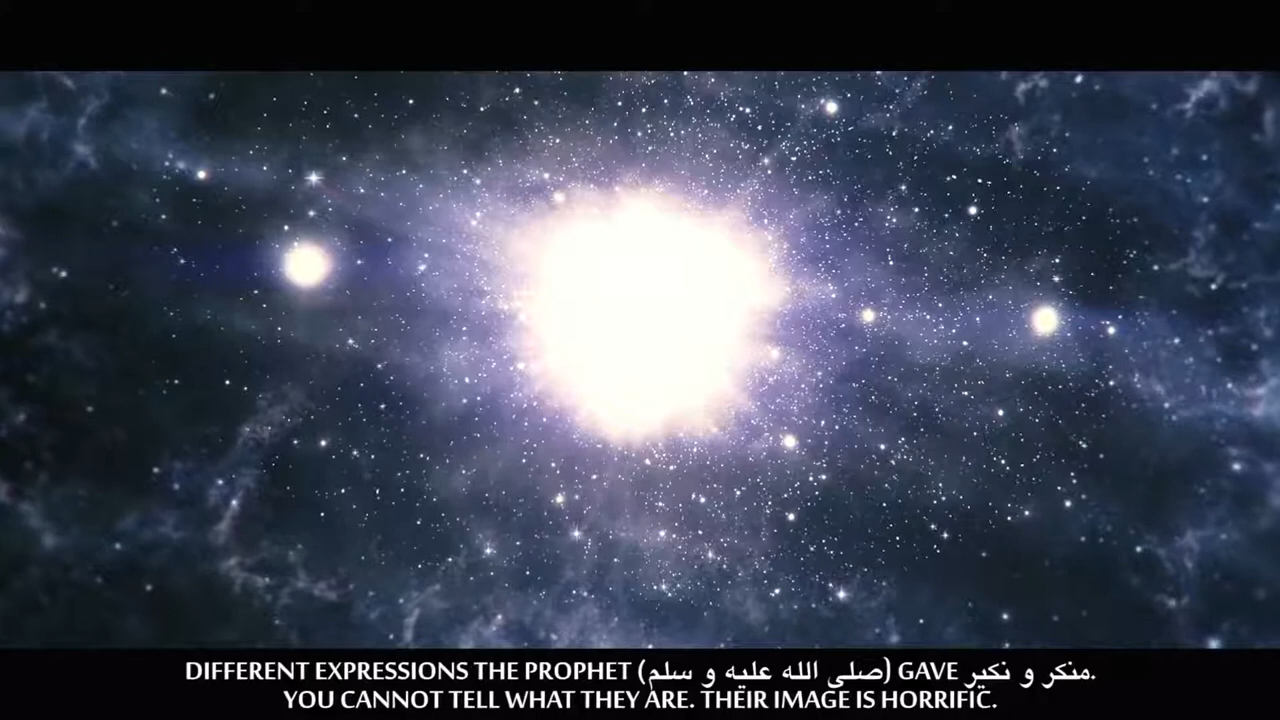 DIFFERENT EXPRESSIONS THE PROPHET (صلى الله عليه و سلم) GAVE منكر و نكير.
YOU CANNOT TELL WHAT THEY ARE. THEIR IMAGE IS HORRIFIC.